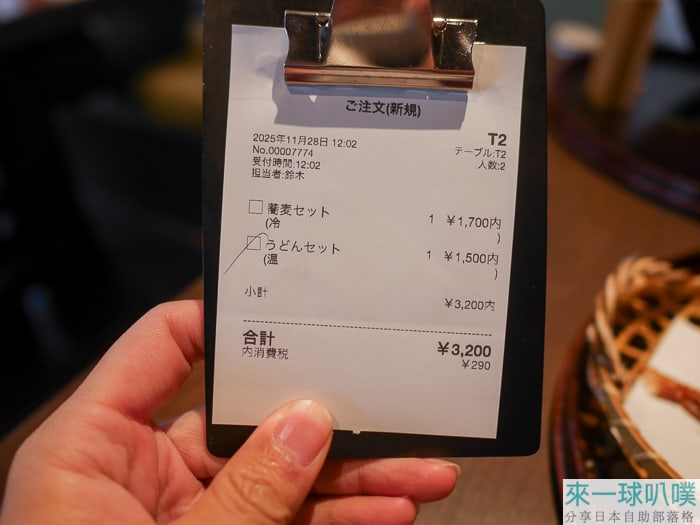 ご注文(新規)
2025年11月28日 12:02
T2
No.00007774
テーブル:T2
受付時間:12:02
人数:2
担当者:鈴木
蕎麦セット 1 ¥1,700内
(冷 )
うどんセット 1 ¥1,500内
(温 )
小計 ¥3,200内
合計 ¥3,200
内消費税 ¥290
來一球叭噗
分享日本自助部落格